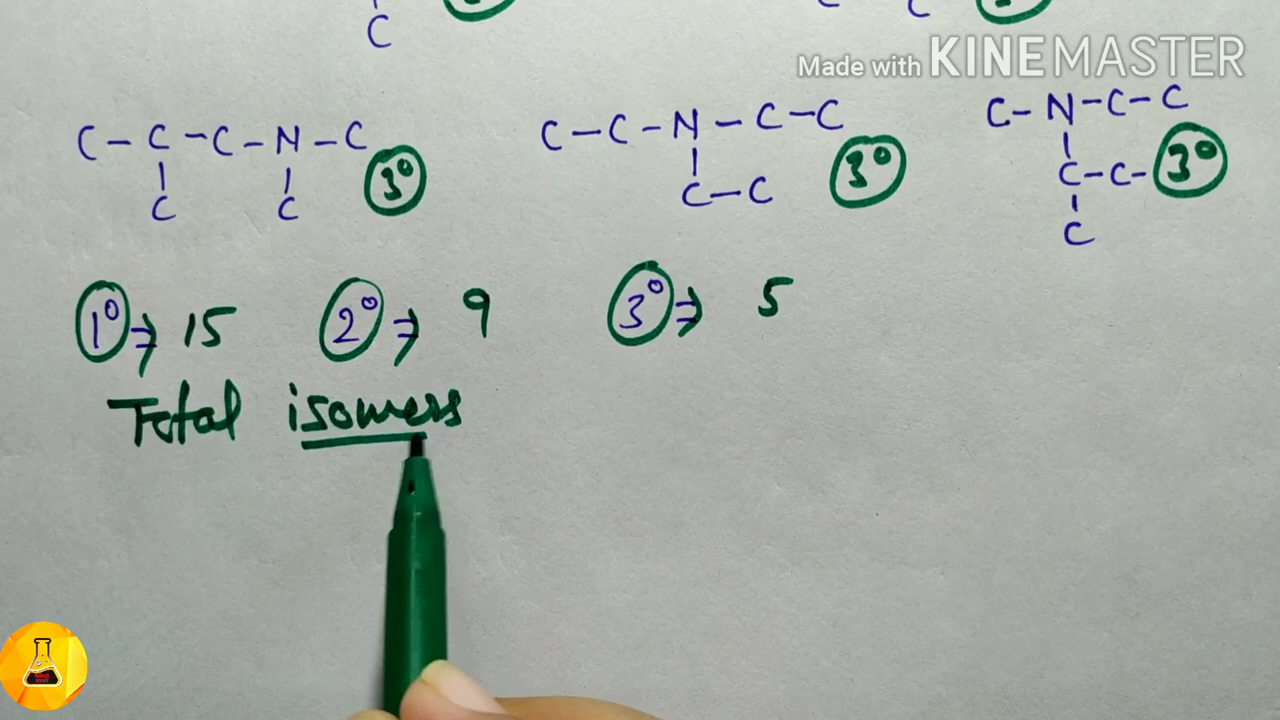 C C
Made with KINEMASTER
C - C - C - N - C 3°
C C
C - C - N - C - C 3°
C - C
C - N - C - C
C - C - 3°
C
1° ⇒ 15 2° ⇒ 9 3° ⇒ 5
Total isomers